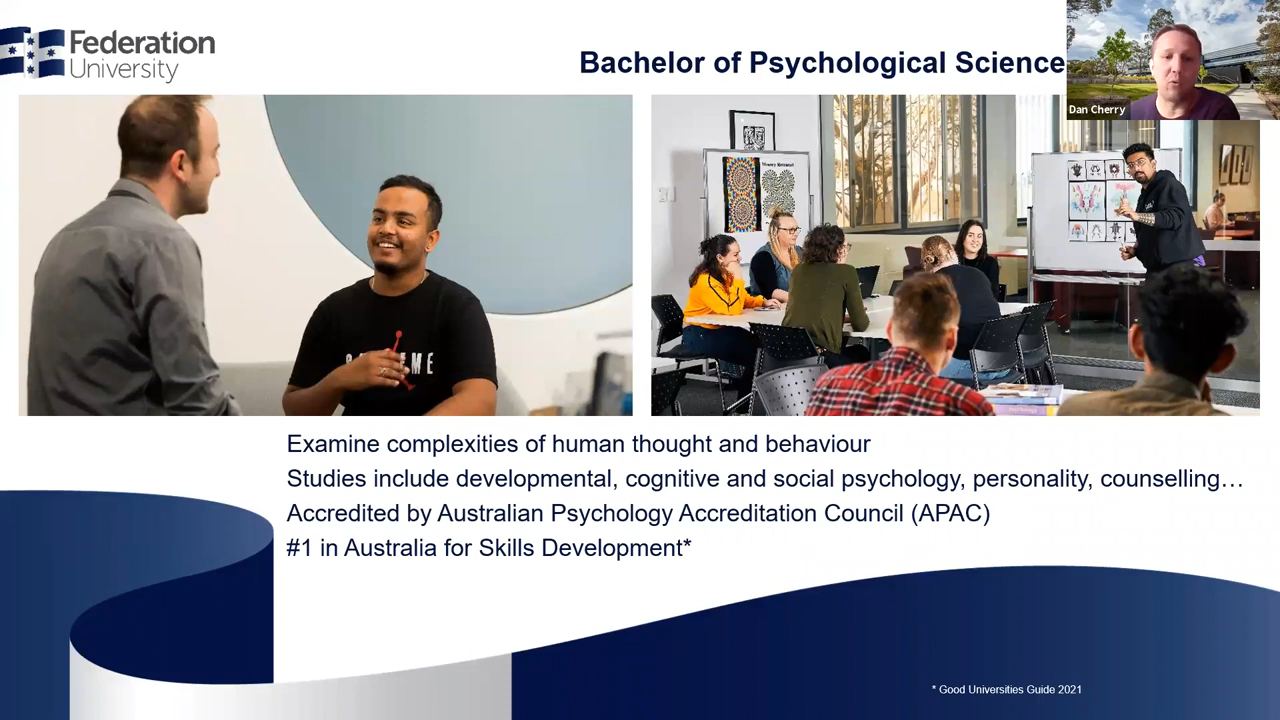 Federation
University
Bachelor of Psychological Science
Dan Cherry
Examine complexities of human thought and behaviour
Studies include developmental, cognitive and social psychology, personality, counselling…
Accredited by Australian Psychology Accreditation Council (APAC)
#1 in Australia for Skills Development*
* Good Universities Guide 2021